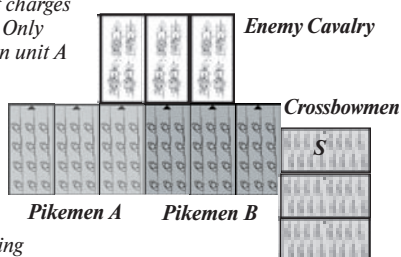 charges
Only
n unit A
Enemy Cavalry
Crossbowmen
S
Pikemen A
Pikemen B
ing